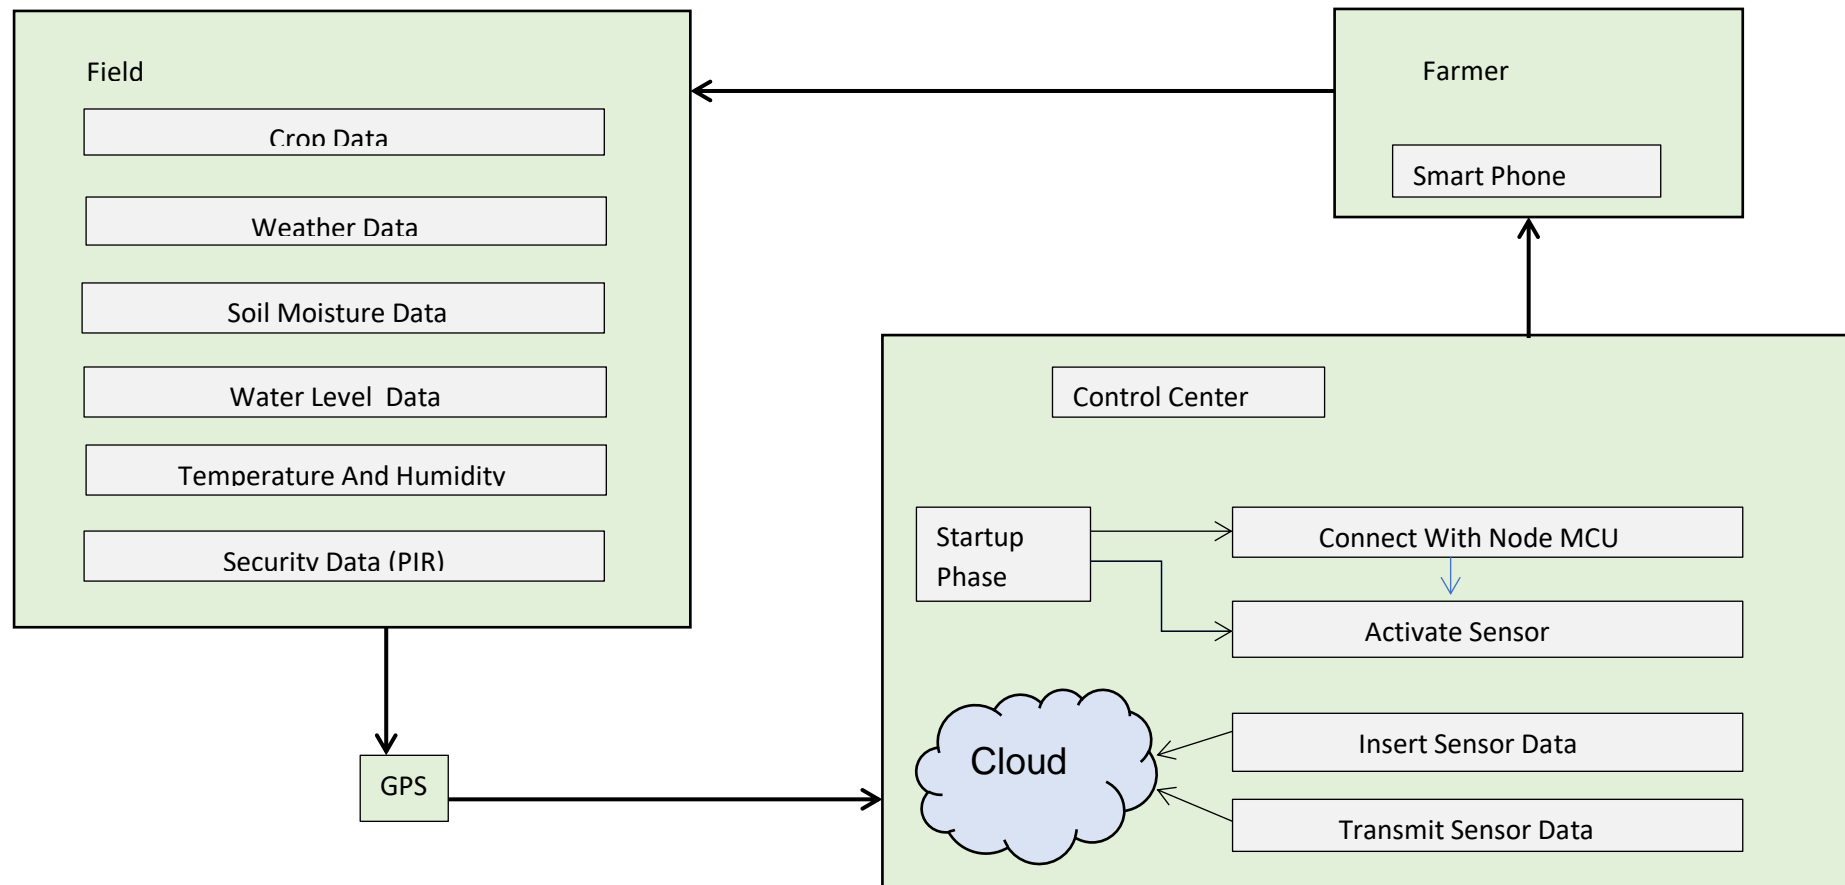 Field
Crop Data
Weather Data
Soil Moisture Data
Water Level  Data
Temperature And Humidity
Security Data (PIR)
GPS
Farmer
Smart Phone
Control Center
Startup
Phase
Connect With Node MCU
Activate Sensor
Cloud
Insert Sensor Data
Transmit Sensor Data